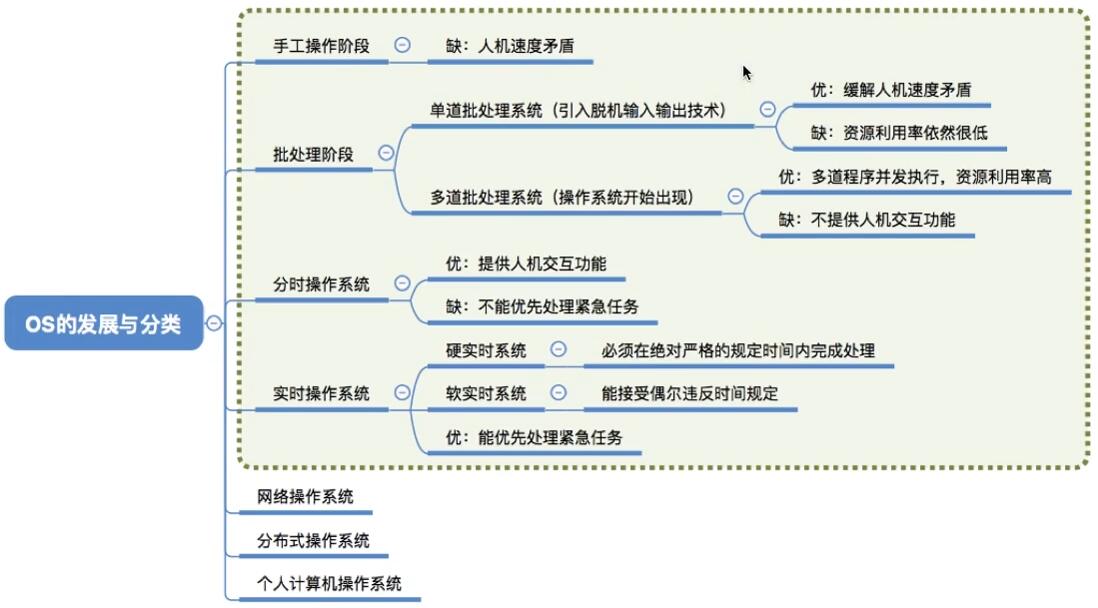 手工操作阶段
缺：人机速度矛盾
单道批处理系统（引入脱机输入输出技术）
优：缓解人机速度矛盾
缺：资源利用率依然很低
批处理阶段
多道批处理系统（操作系统开始出现）
优：多道程序并发执行，资源利用率高
缺：不提供人机交互功能
分时操作系统
优：提供人机交互功能
缺：不能优先处理紧急任务
OS的发展与分类
硬实时系统
必须在绝对严格的规定时间内完成处理
实时操作系统
软实时系统
能接受偶尔违反时间规定
优：能优先处理紧急任务
网络操作系统
分布式操作系统
个人计算机操作系统